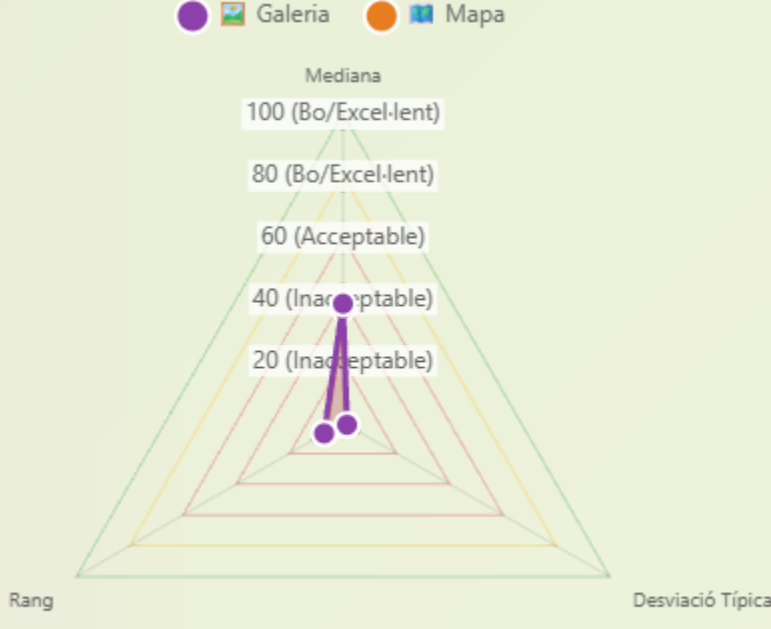 Galeria Mapa
Mediana
100 (Bo/Excel·lent)
80 (Bo/Excel·lent)
60 (Acceptable)
40 (Inacceptable)
20 (Inacceptable)
Rang Desviació Típica